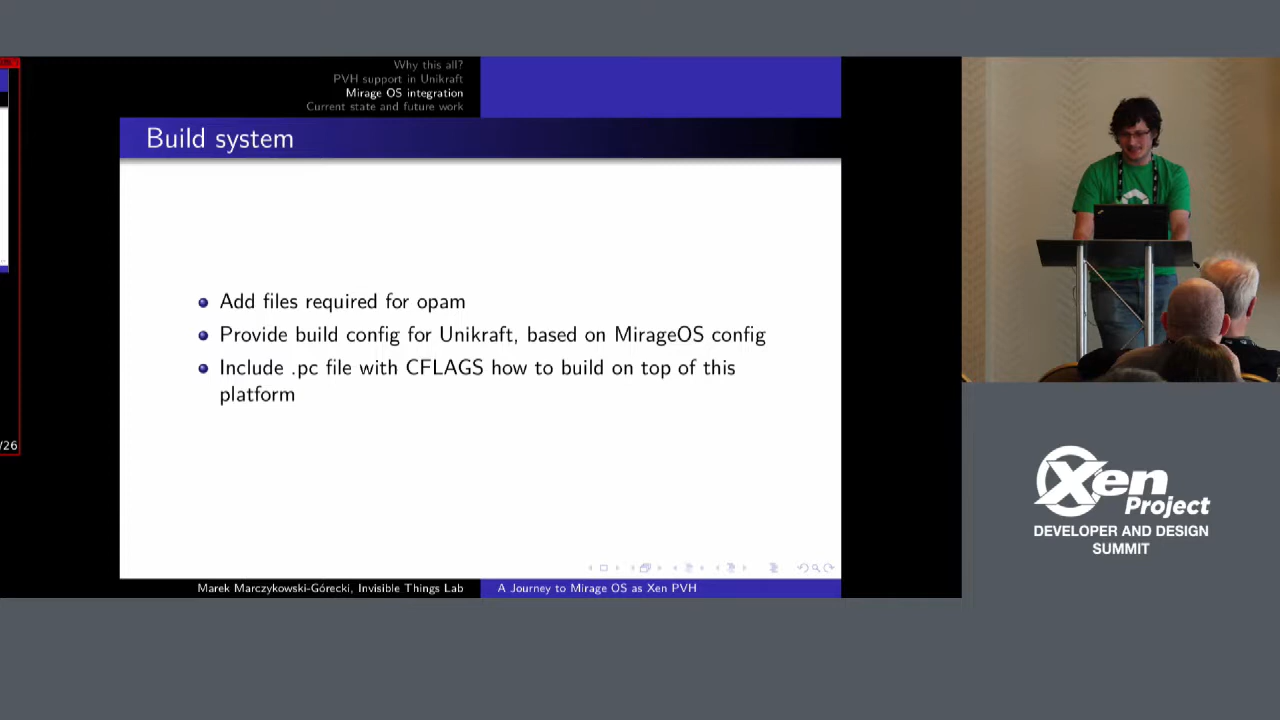 Why this all?
PVH support in Unikraft
Mirage OS integration
Current state and future work
Build system
Add files required for opam
Provide build config for Unikraft, based on MirageOS config
Include .pc file with CFLAGS how to build on top of this
platform
/26
Marek Marczykowski-Górecki, Invisible Things Lab
A Journey to Mirage OS as Xen PVH
Xen
Project
DEVELOPER AND DESIGN
SUMMIT